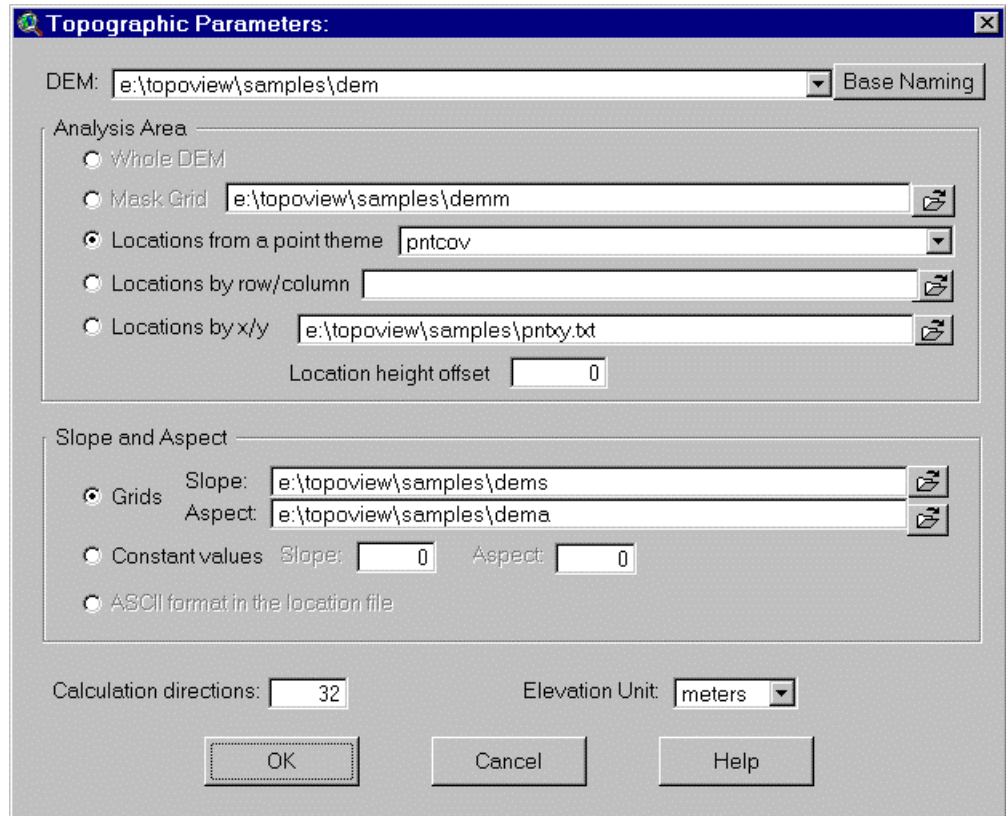 Topographic Parameters:
DEM: e:\topoview\samples\dem Base Naming
Analysis Area
Whole DEM
Mask Grid e:\topoview\samples\demm
Locations from a point theme pntcov
Locations by row/column
Locations by x/y e:\topoview\samples\pntxy.txt
Location height offset 0
Slope and Aspect
Grids Slope: e:\topoview\samples\dems
Aspect: e:\topoview\samples\dema
Constant values Slope: 0 Aspect: 0
ASCII format in the location file
Calculation directions: 32 Elevation Unit: meters
OK Cancel Help